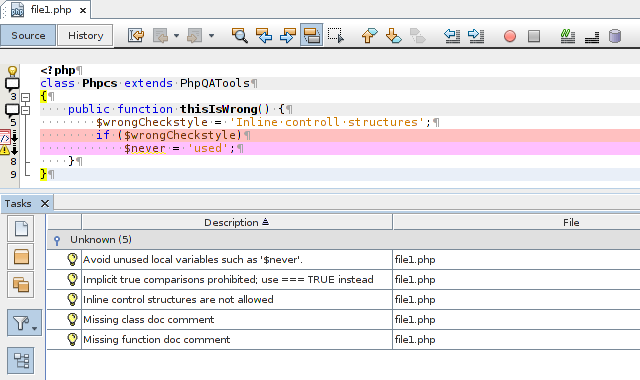 file1.php
Source History
<?php¶
class Phpcs extends PhpQATools¶
3 {¶
public function thisIsWrong() {¶
5 $wrongCheckstyle = 'Inline controll structures';¶
if ($wrongCheckstyle)¶
$never = 'used';¶
8 }¶
9 }¶
Tasks
Description File
Unknown (5)
Avoid unused local variables such as '$never'. file1.php
Implicit true comparisons prohibited; use === TRUE instead file1.php
Inline control structures are not allowed file1.php
Missing class doc comment file1.php
Missing function doc comment file1.php